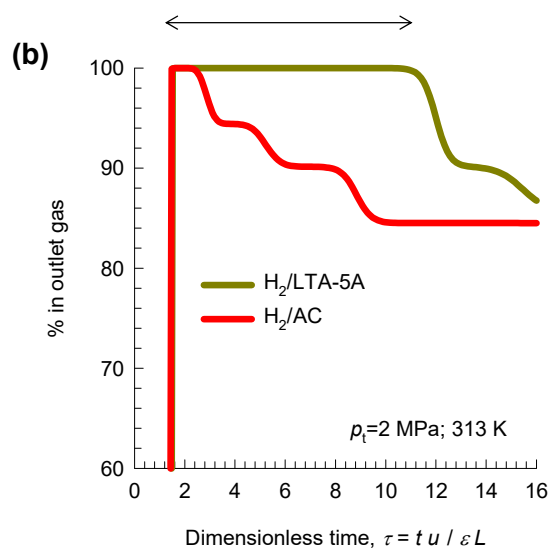 (b)
100
90
80
70
60
% in outlet gas
H2/LTA-5A
H2/AC
pt=2 MPa; 313 K
0 2 4 6 8 10 12 14 16
Dimensionless time, τ = t u / ε L